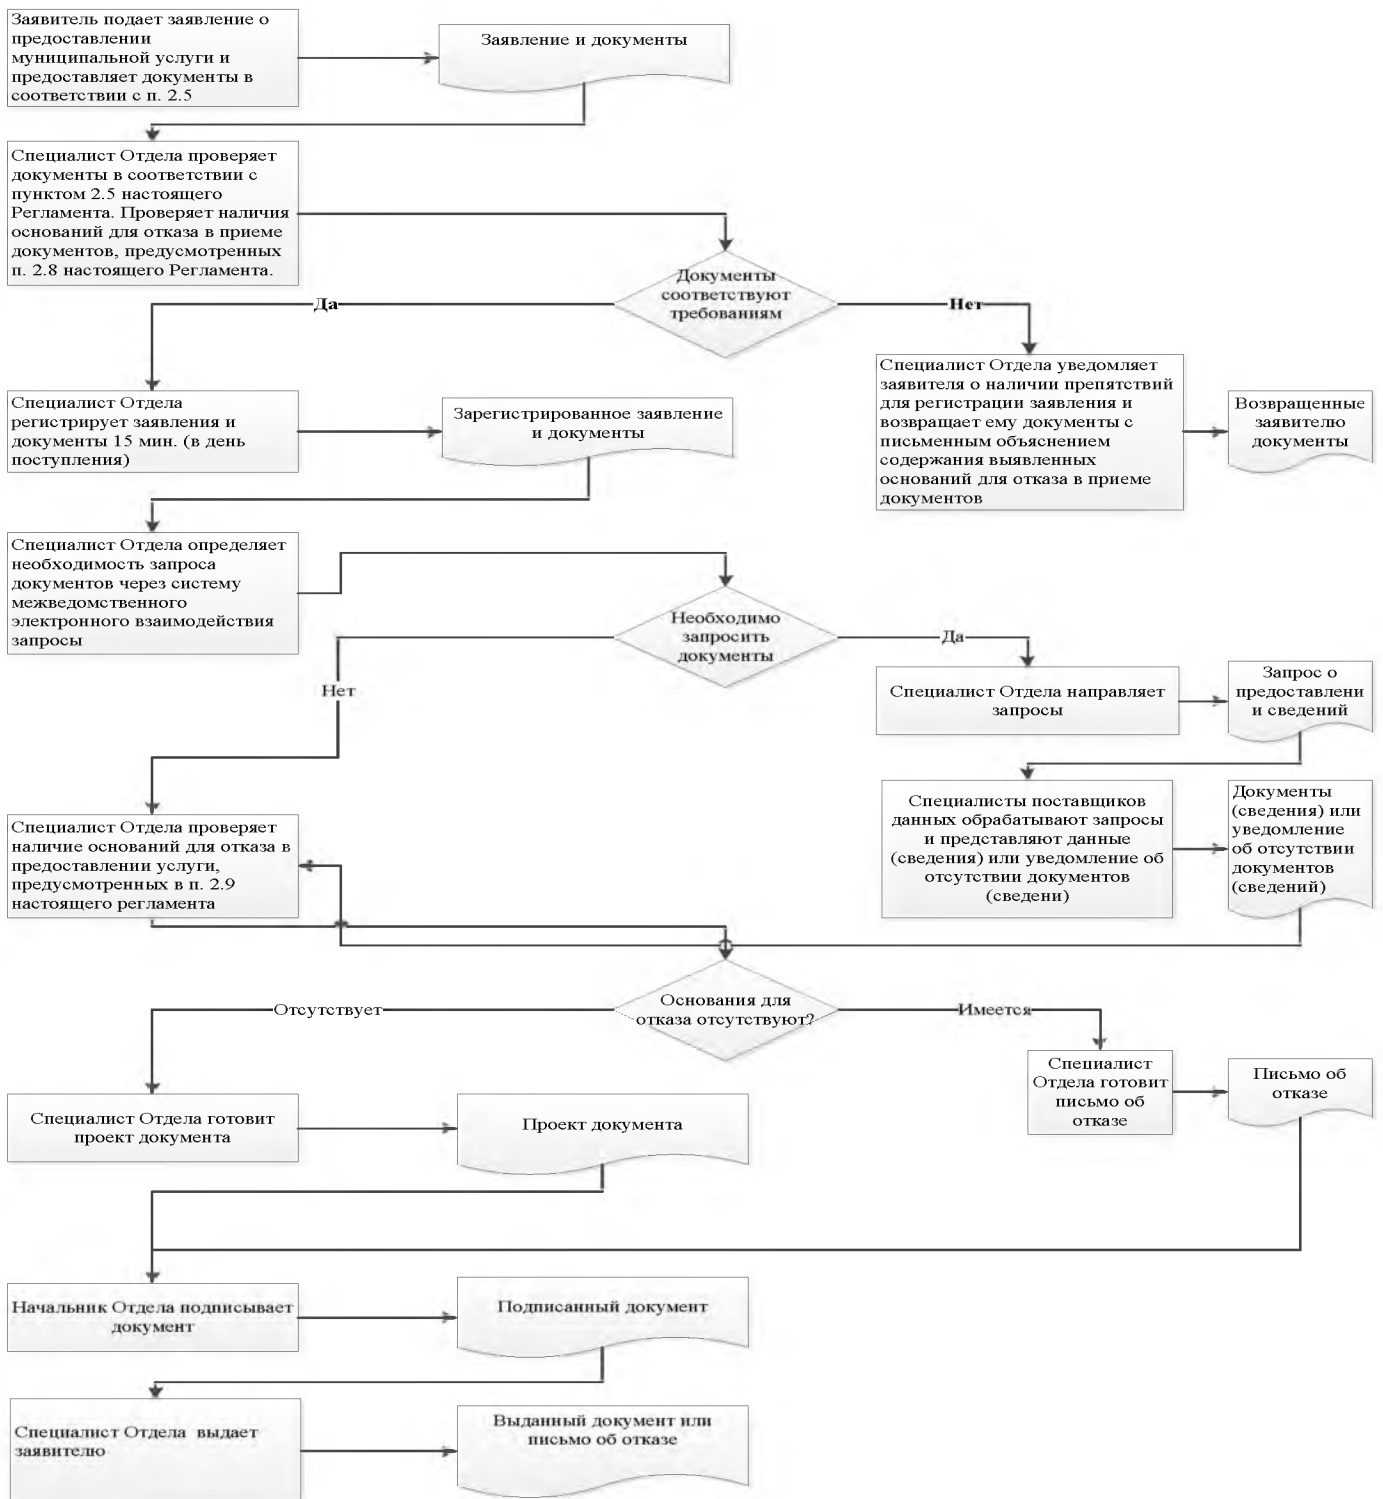 Заявитель подает заявление о
предоставлении
муниципальной услуги и
предоставляет документы в
соответствии с п. 2.5
Заявление и документы
Специалист Отдела проверяет
документы в соответствии с
пунктом 2.5 настоящего
Регламента. Проверяет наличия
оснований для отказа в приеме
документов, предусмотренных
п. 2.8 настоящего Регламента.
Документы
соответствуют
требованиям
Да
Нет
Специалист Отдела
регистрирует заявления и
документы 15 мин. (в день
поступления)
Зарегистрированное заявление
и документы
Специалист Отдела уведомляет
заявителя о наличии препятствий
для регистрации заявления и
возвращает ему документы с
письменным объяснением
содержания выявленных
оснований для отказа в приеме
документов
Возвращенные
заявителю
документы
Специалист Отдела определяет
необходимость запроса
документов через систему
межведомственного
электронного взаимодействия
запросы
Необходимо
запросить
документы
Да
Нет
Специалист Отдела направляет
запросы
Запрос о
предоставлени
и сведений
Специалисты поставщиков
данных обрабатывают запросы
и представляют данные
(сведения) или уведомление об
отсутствии документов
(сведени)
Документы
(сведения) или
уведомление
об отсутствии
документов
(сведений)
Специалист Отдела проверяет
наличие оснований для отказа в
предоставлении услуги,
предусмотренных в п. 2.9
настоящего регламента
Основания для
отказа отсутствуют?
Отсутствует
Имеется
Специалист
Отдела готовит
письмо об
отказе
Письмо об
отказе
Специалист Отдела готовит
проект документа
Проект документа
Начальник Отдела подписывает
документ
Подписанный документ
Специалист Отдела  выдает
заявителю
Выданный документ или
письмо об отказе